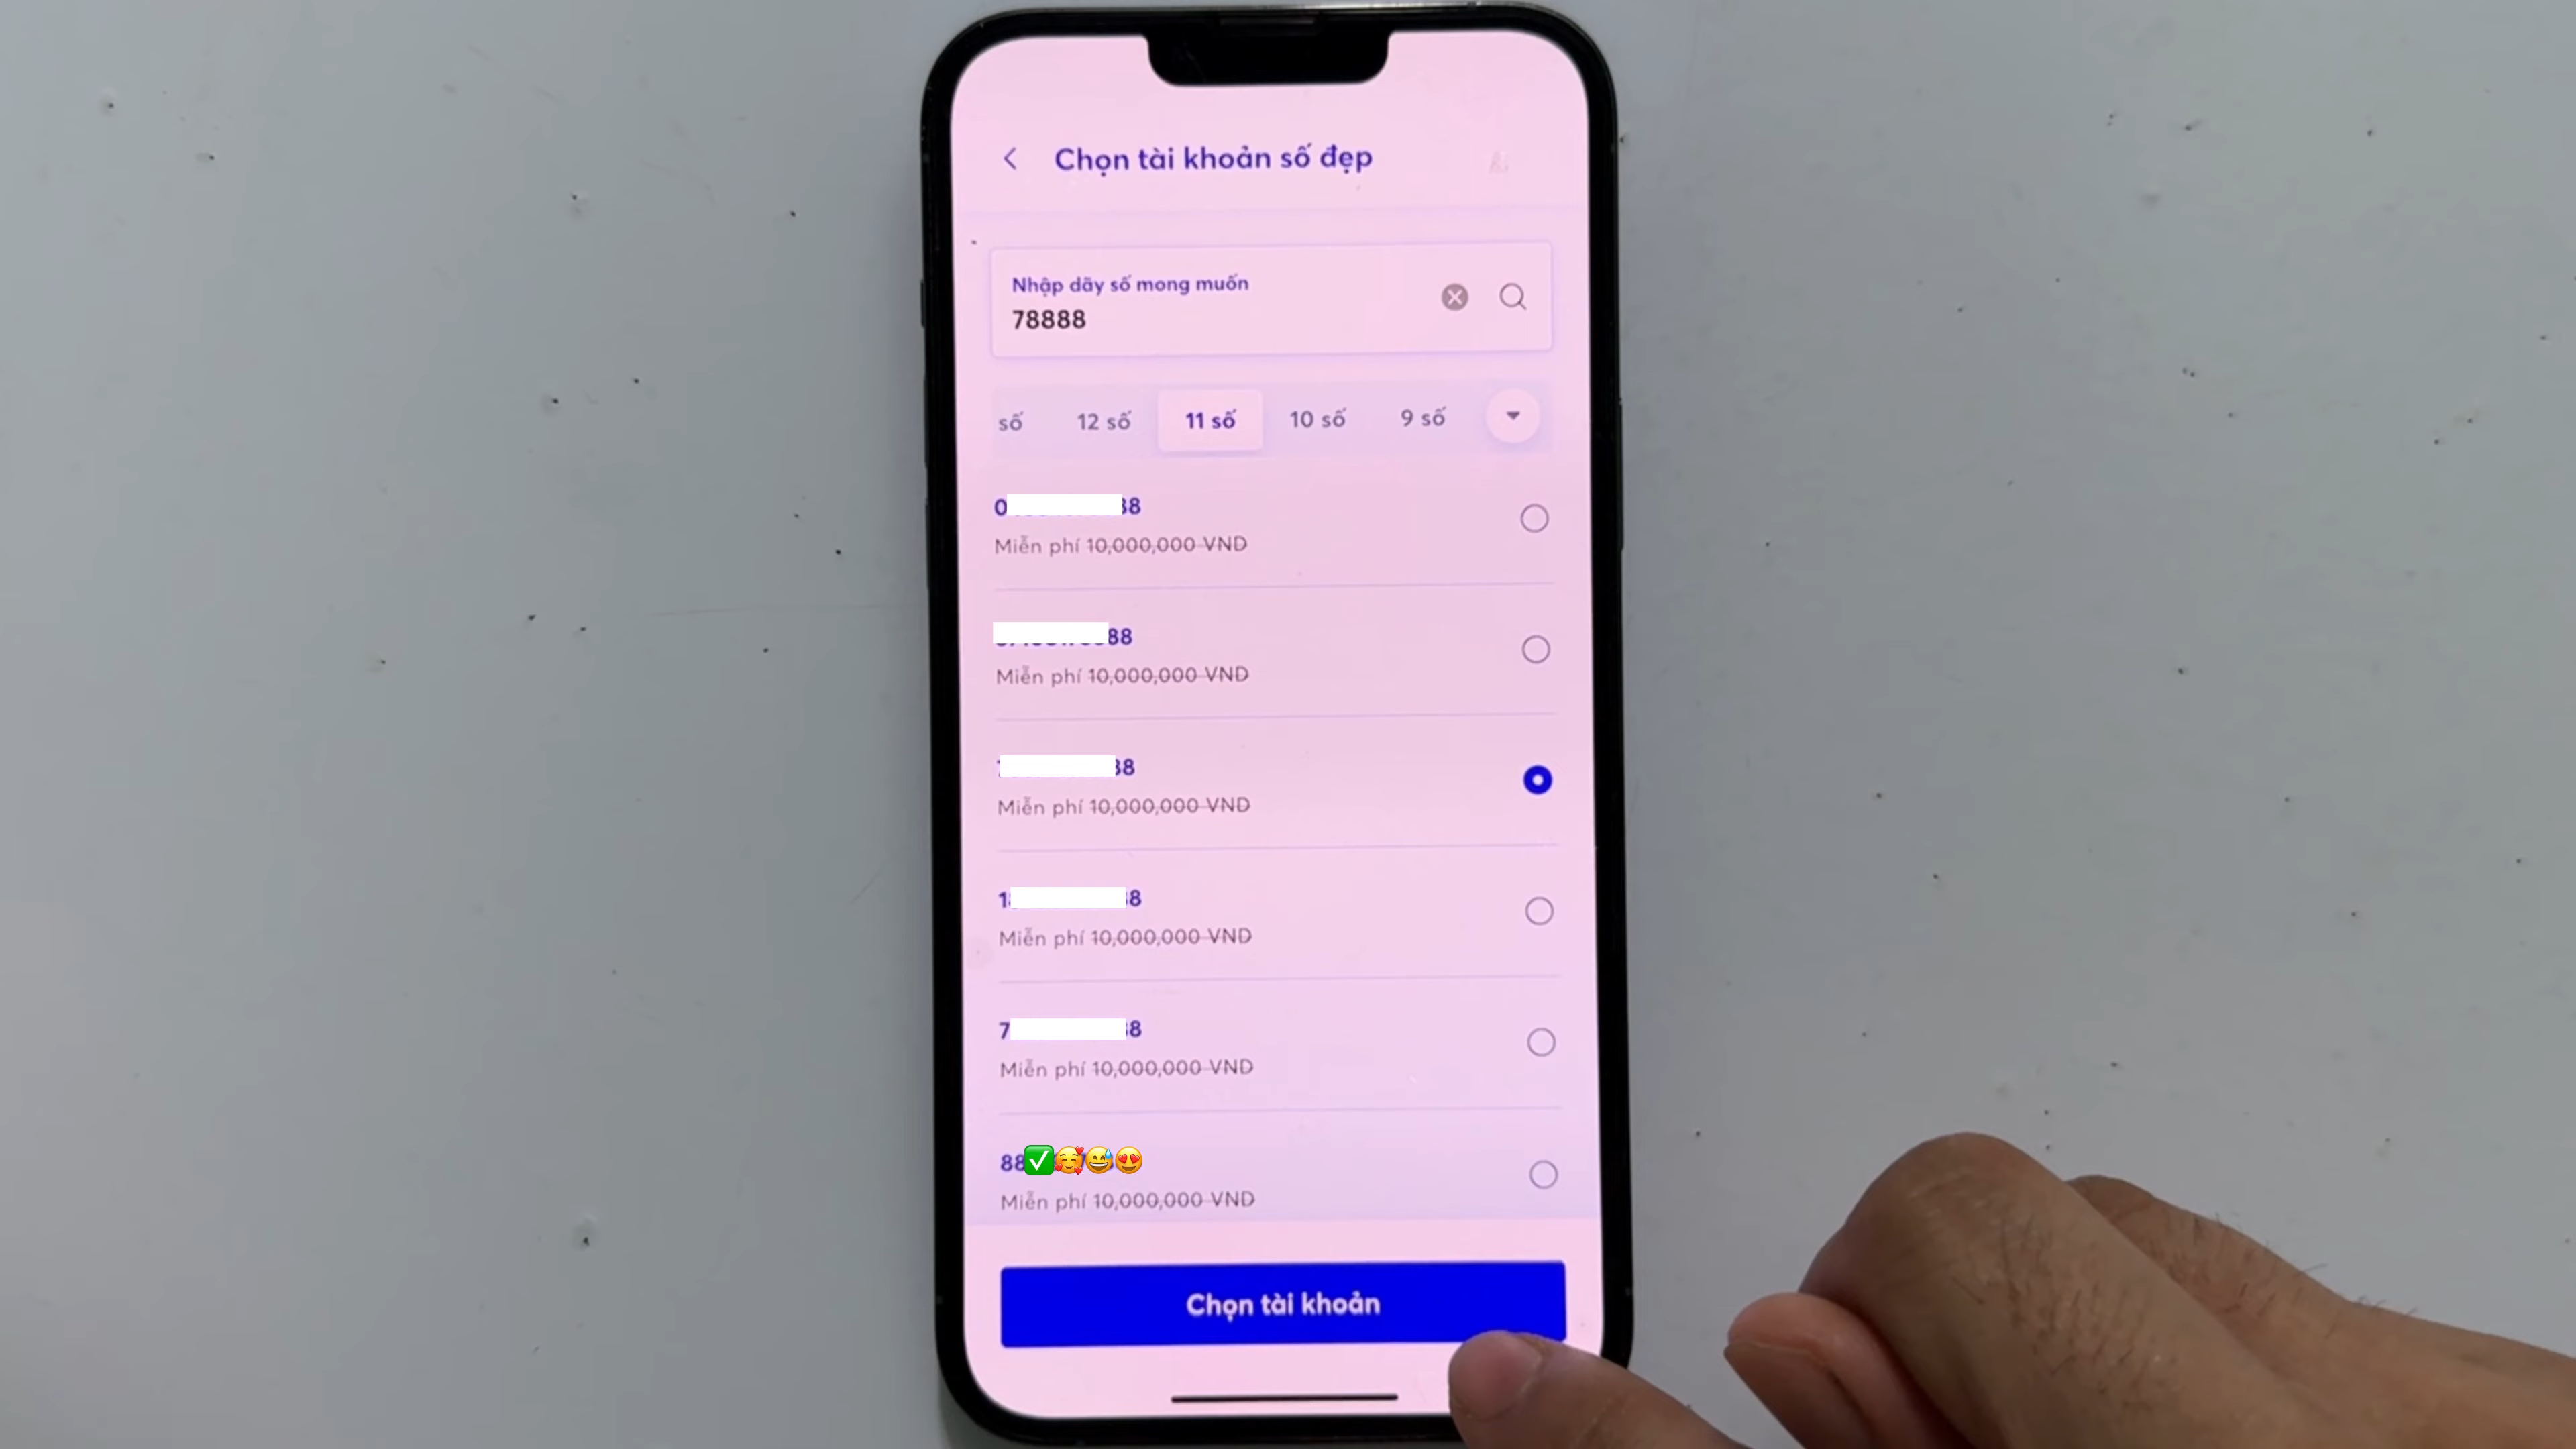 Chọn tài khoản số đẹp
Nhập dãy số mong muốn
78888
số 12 số 11 số 10 số 9 số
0 88
Miễn phí 10,000,000 VND
88
Miễn phí 10,000,000 VND
88
Miễn phí 10,000,000 VND
1 8
Miễn phí 10,000,000 VND
7 8
Miễn phí 10,000,000 VND
88✅🥰😅😍
Miễn phí 10,000,000 VND
Chọn tài khoản